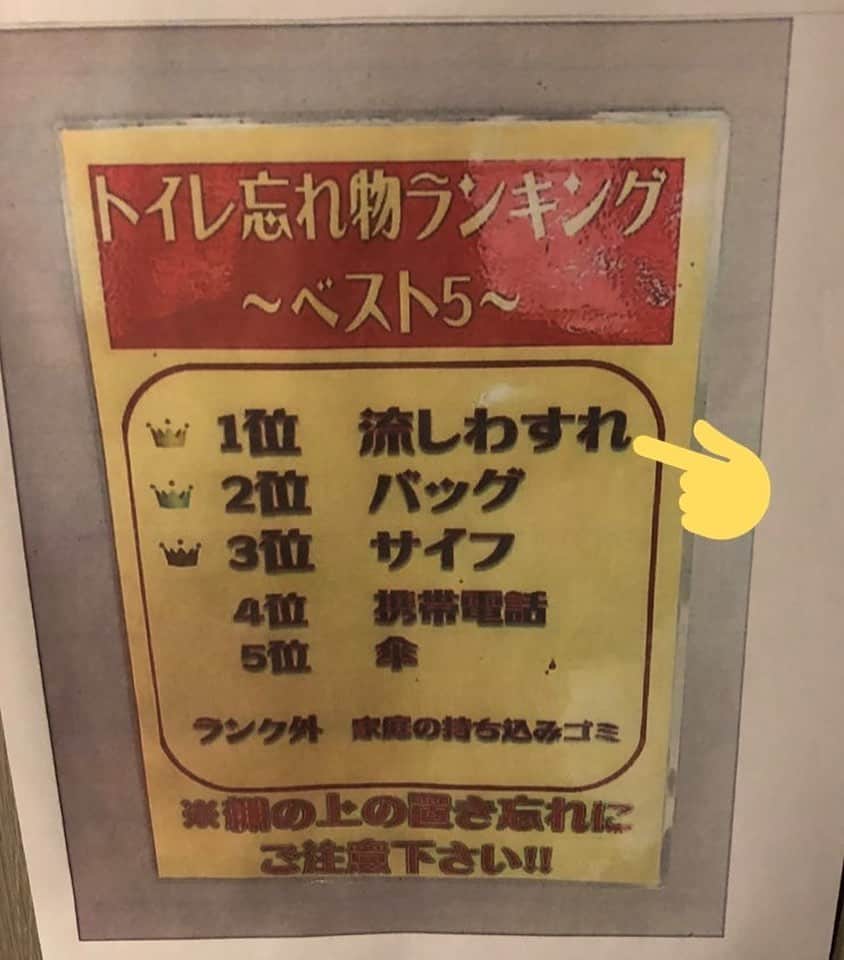 トイレ忘れ物ランキング
～ベスト5～
1位 流しわすれ
2位 バッグ
3位 サイフ
4位 携帯電話
5位 傘
ランク外 家庭の持ち込みゴミ
※棚の上の置き忘れに
ご注意下さい!!